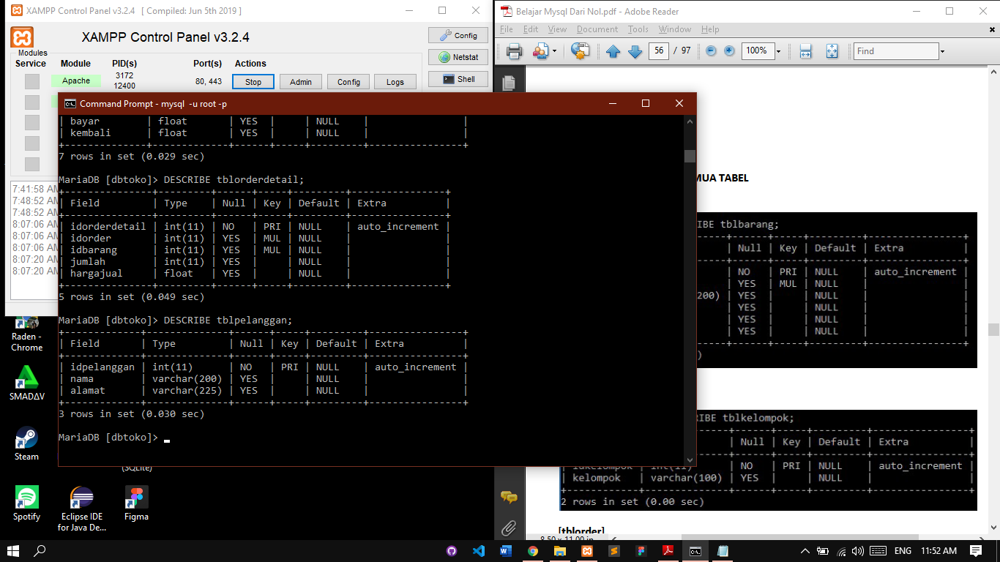 XAMPP Control Panel v3.2.4 [ Compiled: Jun 5th 2019 ]
XAMPP Control Panel v3.2.4
Modules
Service Module PID(s) Port(s) Actions
Apache 3172 12400 80, 443 Stop Admin Config Logs
Config
Netstat
Shell
7:41:58 AM
7:48:52 AM
7:48:52 AM
8:07:06 AM
8:07:06 AM
8:07:06 AM
8:07:20 AM
8:07:20 AM
Command Prompt - mysql -u root -p
| bayar | float | YES | | NULL | |
| kembali | float | YES | | NULL | |
+--------------+-------------+------+-----+---------+----------------+
7 rows in set (0.029 sec)
MariaDB [dbtoko]> DESCRIBE tblorderdetail;
+---------------+---------+------+-----+---------+----------------+
| Field | Type | Null | Key | Default | Extra |
+---------------+---------+------+-----+---------+----------------+
| idorderdetail | int(11) | NO | PRI | NULL | auto_increment |
| idorder | int(11) | YES | MUL | NULL | |
| idbarang | int(11) | YES | MUL | NULL | |
| jumlah | int(11) | YES | | NULL | |
| hargajual | float | YES | | NULL | |
+---------------+---------+------+-----+---------+----------------+
5 rows in set (0.049 sec)
MariaDB [dbtoko]> DESCRIBE tblpelanggan;
+-------------+--------------+------+-----+---------+----------------+
| Field | Type | Null | Key | Default | Extra |
+-------------+--------------+------+-----+---------+----------------+
| idpelanggan | int(11) | NO | PRI | NULL | auto_increment |
| nama | varchar(200) | YES | | NULL | |
| alamat | varchar(225) | YES | | NULL | |
+-------------+--------------+------+-----+---------+----------------+
3 rows in set (0.030 sec)
MariaDB [dbtoko]>
Belajar Mysql Dari Nol.pdf - Adobe Reader
File Edit View Document Tools Window Help
56 / 97 100% Find
MUA TABEL
IBE tblbarang;
| Null | Key | Default | Extra |
| NO | PRI | NULL | auto_increment |
| YES | MUL | NULL | |
200) | YES | | NULL | |
| YES | | NULL | |
| YES | | NULL | |
| YES | | NULL | |
)
IBE tblkelompok;
| Null | Key | Default | Extra |
| idkelompok | int(11) | NO | PRI | NULL | auto_increment |
| kelompok | varchar(100) | YES | | NULL | |
2 rows in set (0.00 sec)
[tblorder]
8.50 x 11.00 in
Raden - Chrome
SMADΔV
Steam
(SQLite)
Spotify
Eclipse IDE for Java De...
Figma
ENG 11:52 AM